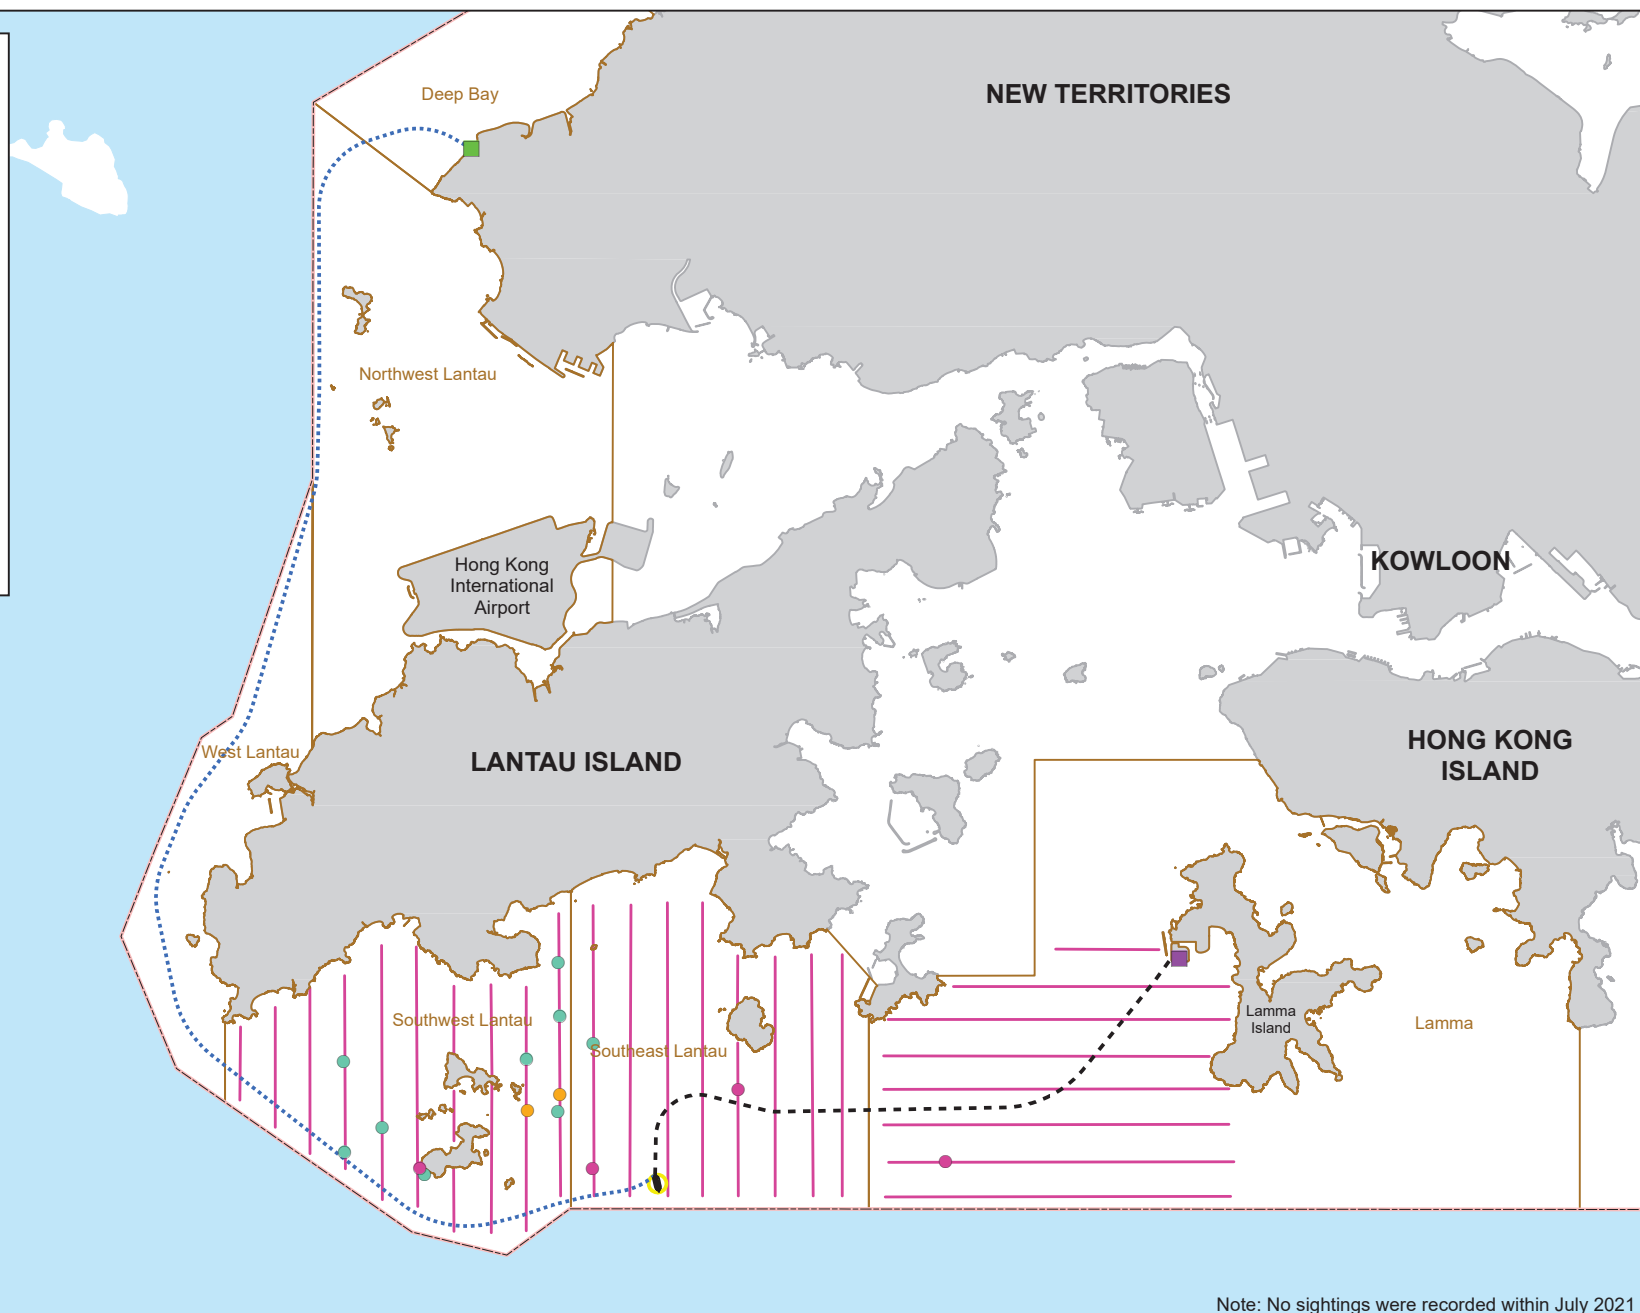 Deep Bay
NEW TERRITORIES
Northwest Lantau
Hong Kong
International
Airport
KOWLOON
West Lantau
LANTAU ISLAND
HONG KONG
ISLAND
Southwest Lantau
Southeast Lantau
Lamma
Island
Lamma
Note: No sightings were recorded within July 2021